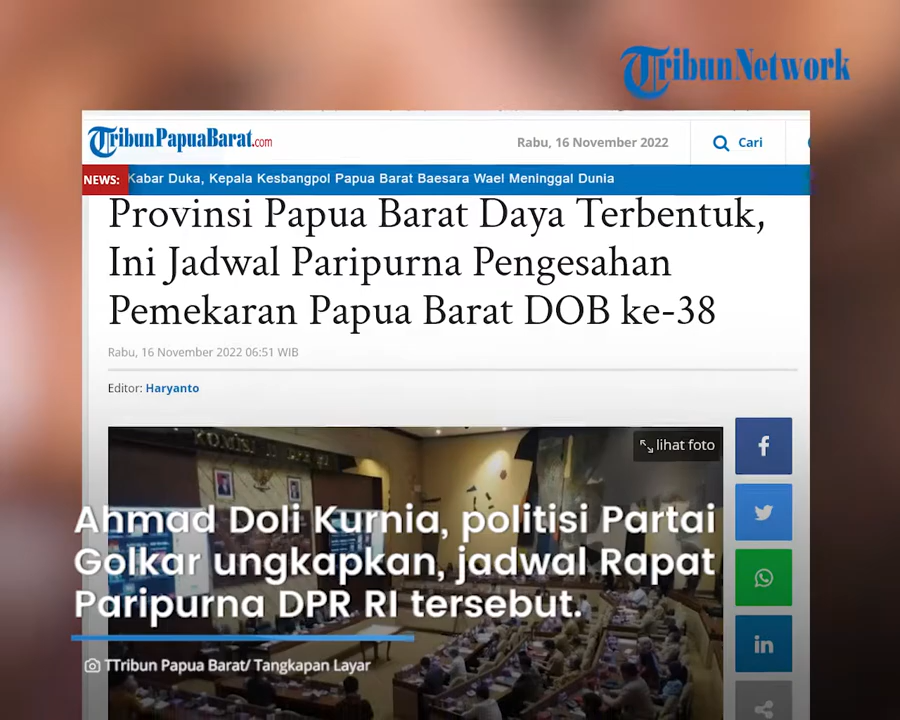 TribunNetwork
TribunPapuaBarat.com
Rabu, 16 November 2022
Cari
NEWS:
Kabar Duka, Kepala Kesbangpol Papua Barat Baesara Wael Meninggal Dunia
Provinsi Papua Barat Daya Terbentuk,
Ini Jadwal Paripurna Pengesahan
Pemekaran Papua Barat DOB ke-38
Rabu, 16 November 2022 06:51 WIB
Editor: Haryanto
lihat foto
KOMISI II
Ahmad Doli Kurnia, politisi Partai
Golkar ungkapkan, jadwal Rapat
Paripurna DPR RI tersebut.
TTribun Papua Barat/ Tangkapan Layar